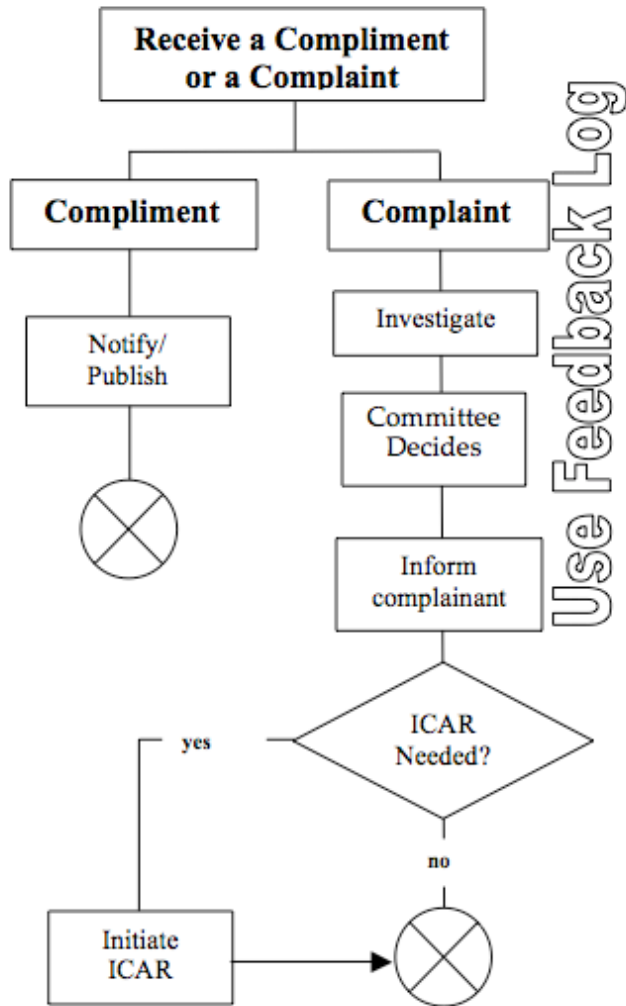 Receive a Compliment
or a Complaint
Compliment
Complaint
Notify/
Publish
Investigate
Committee
Decides
Inform
complainant
ICAR
Needed?
yes
no
Initiate
ICAR
Use Feedback Log